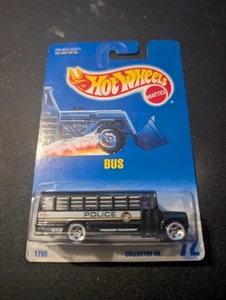 Hot Wheels
MATTEL
BUS
POLICE
1795
COLLECTOR NO.